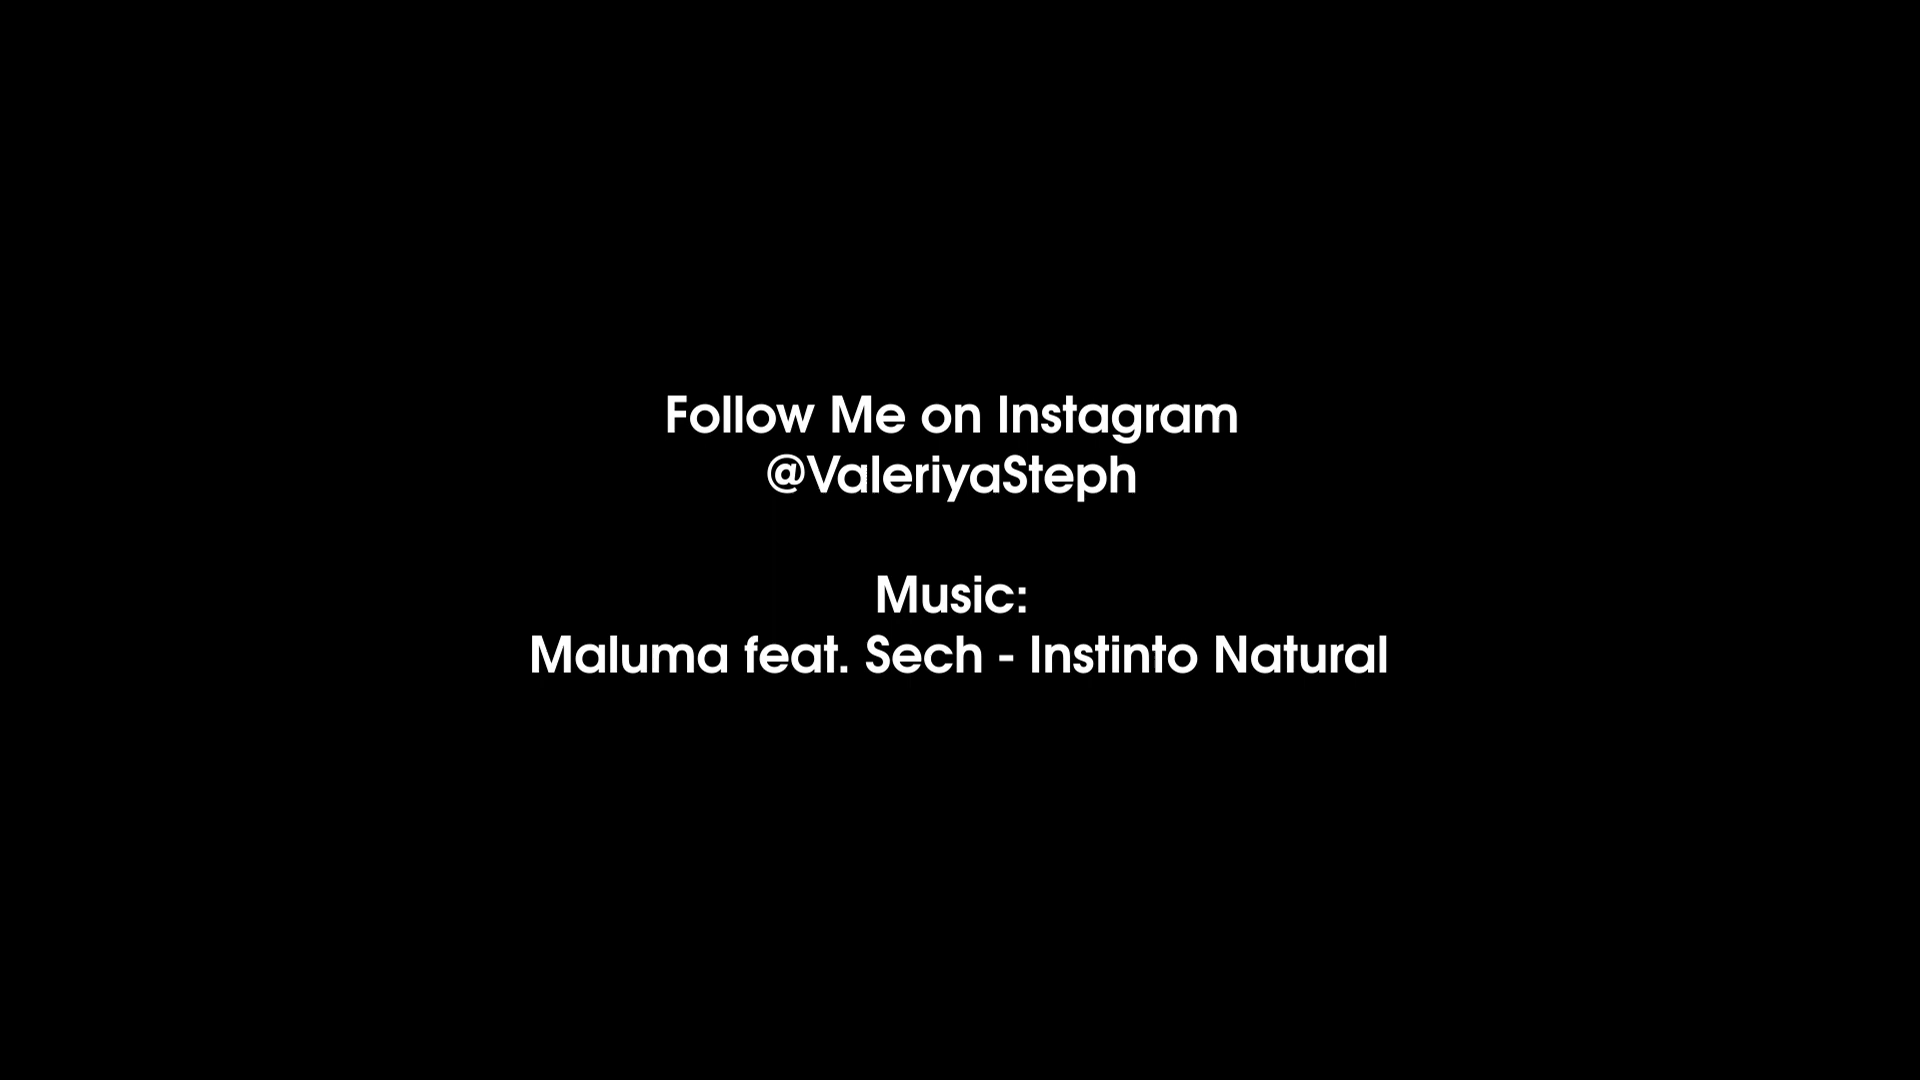 Follow Me on Instagram
@ValeriyaSteph
Music:
Maluma feat. Sech - Instinto Natural